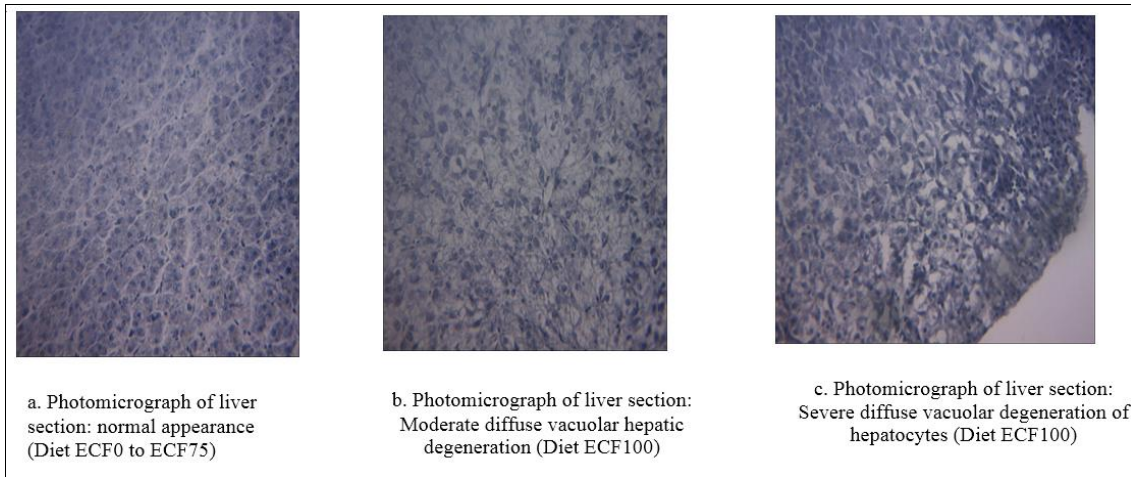 a. Photomicrograph of liver
section: normal appearance
(Diet ECF0 to ECF75)
b. Photomicrograph of liver section:
Moderate diffuse vacuolar hepatic
degeneration (Diet ECF100)
c. Photomicrograph of liver section:
Severe diffuse vacuolar degeneration of
hepatocytes (Diet ECF100)